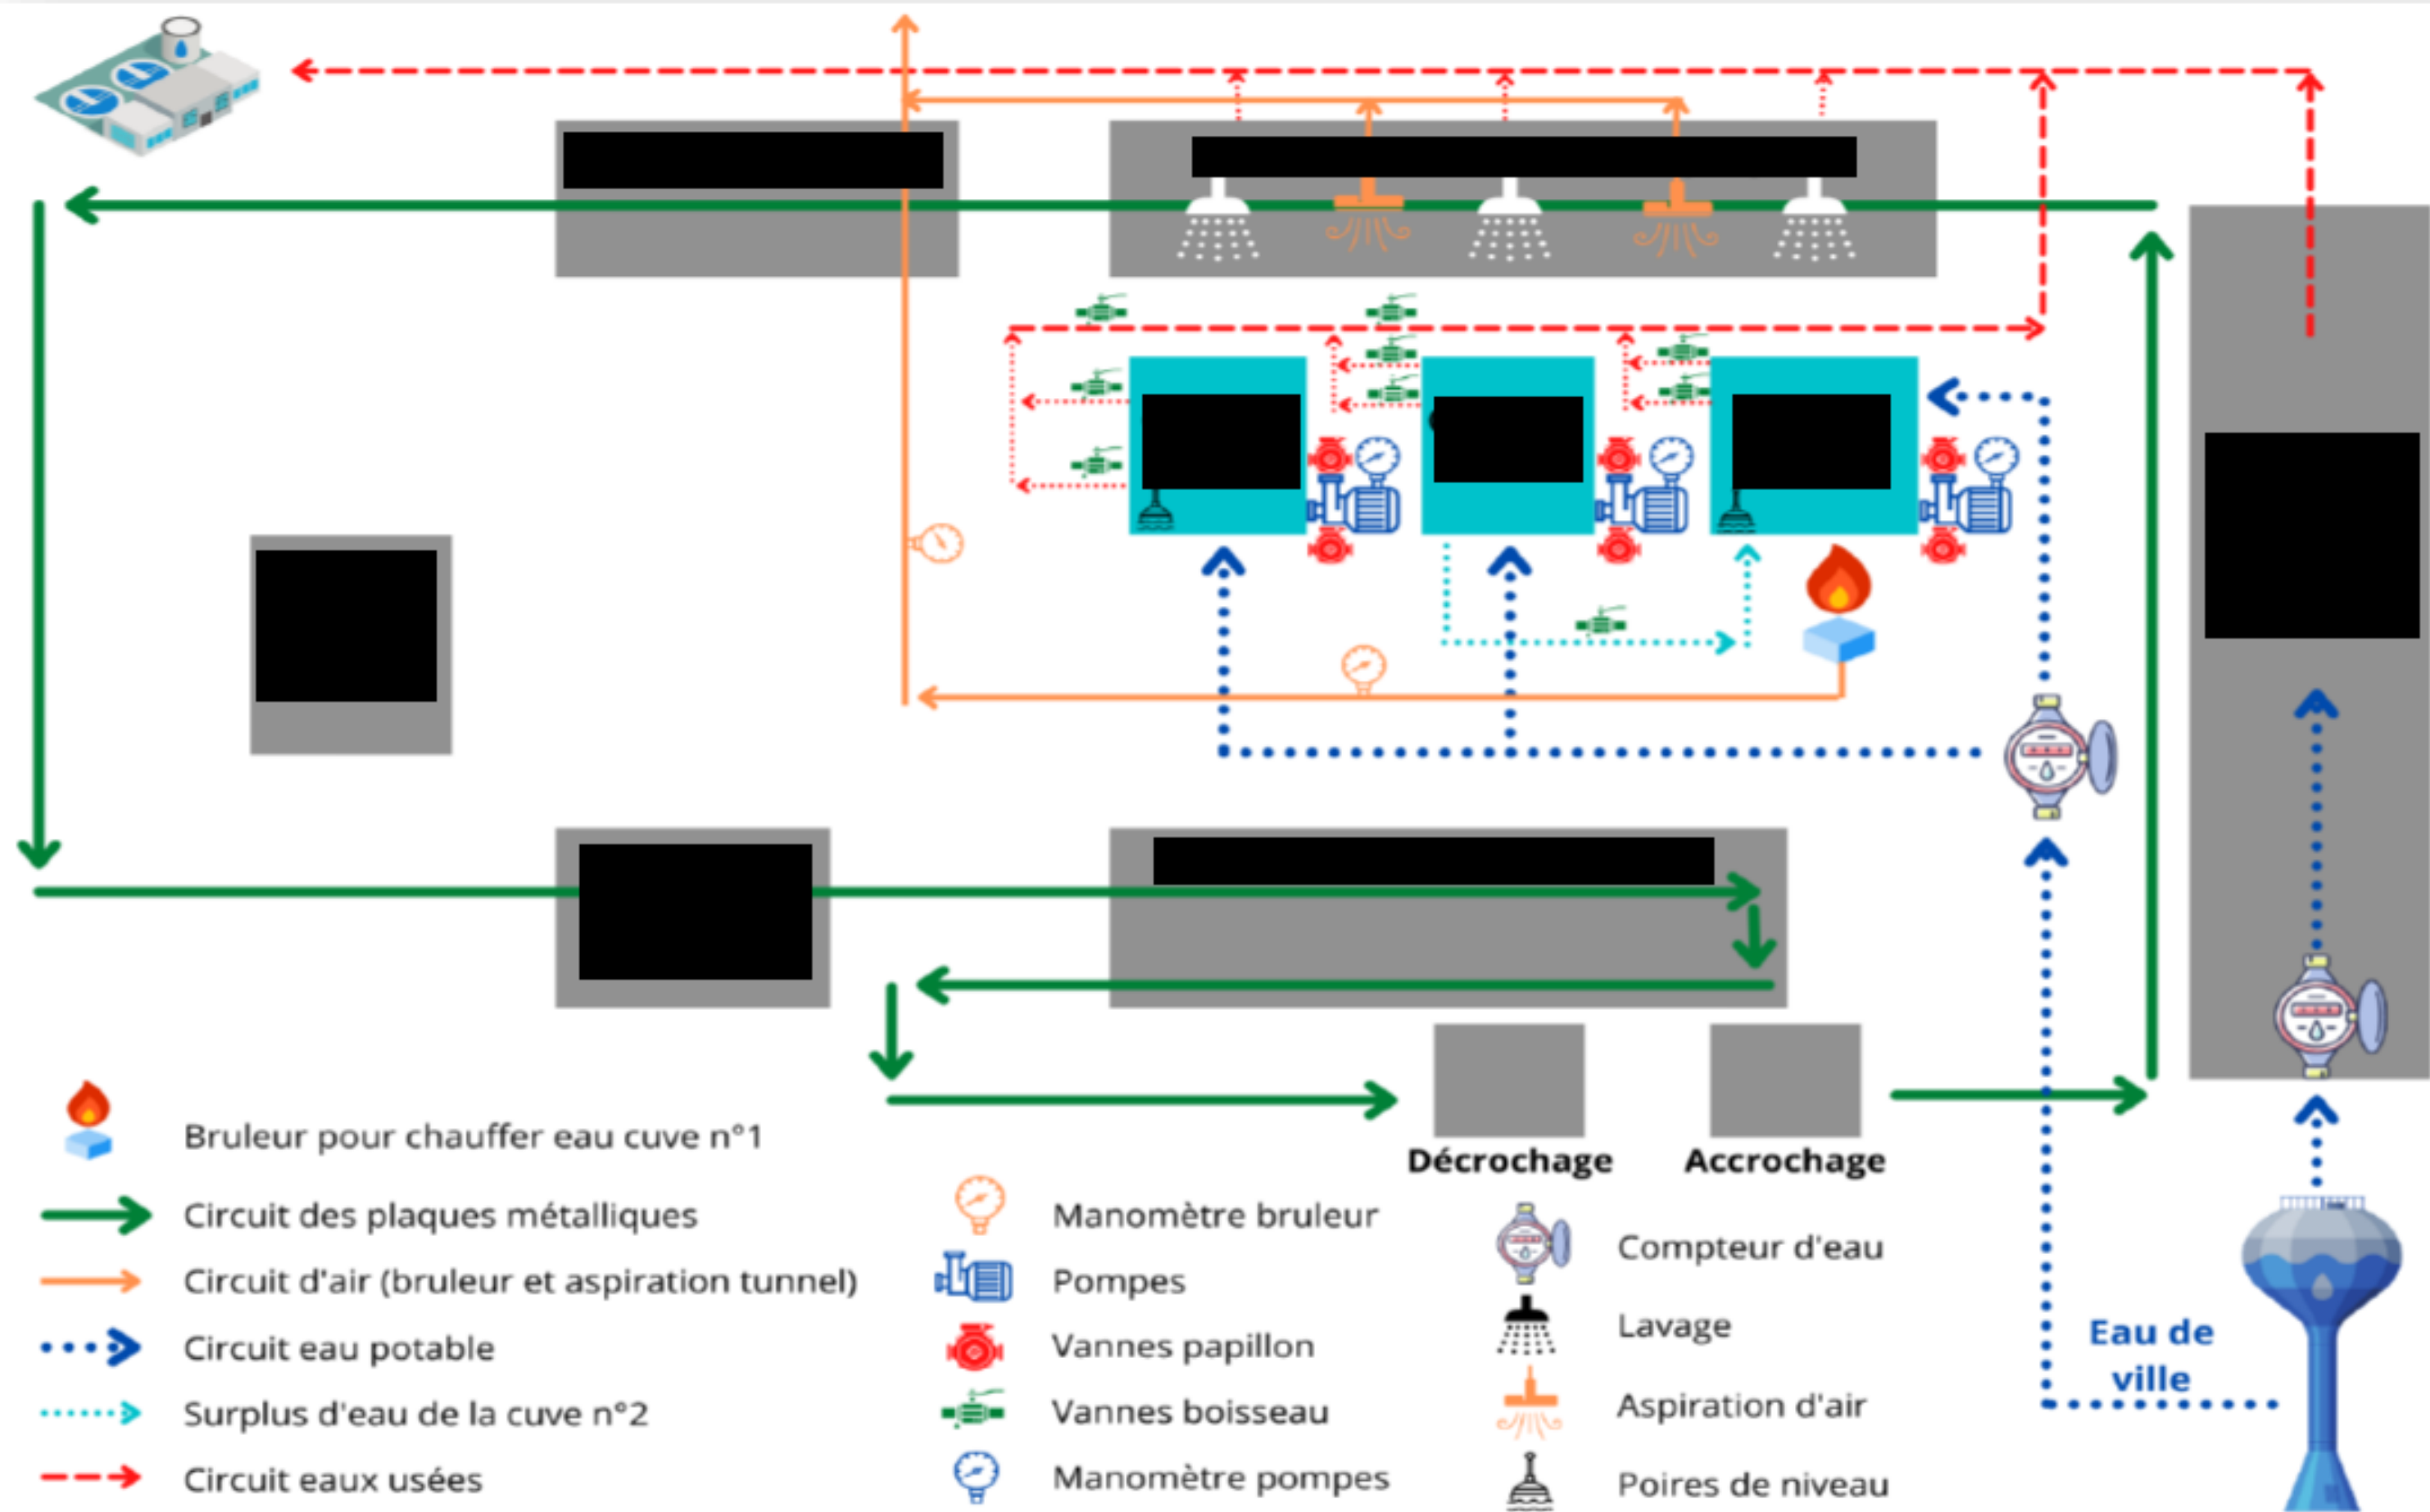 Décrochage
Accrochage
Bruleur pour chauffer eau cuve n°1
Circuit des plaques métalliques
Circuit d'air (bruleur et aspiration tunnel)
Circuit eau potable
Surplus d'eau de la cuve n°2
Circuit eaux usées
Manomètre bruleur
Pompes
Vannes papillon
Vannes boisseau
Manomètre pompes
Compteur d'eau
Lavage
Aspiration d'air
Poires de niveau
Eau de
ville